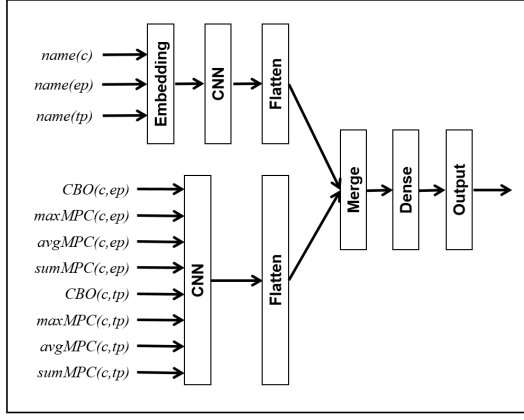 name(c)
name(ep)
name(tp)
Embedding
CNN
Flatten
CBO(c,ep)
maxMPC(c,ep)
avgMPC(c,ep)
sumMPC(c,ep)
CBO(c,tp)
maxMPC(c,tp)
avgMPC(c,tp)
sumMPC(c,tp)
CNN
Flatten
Merge
Dense
Output